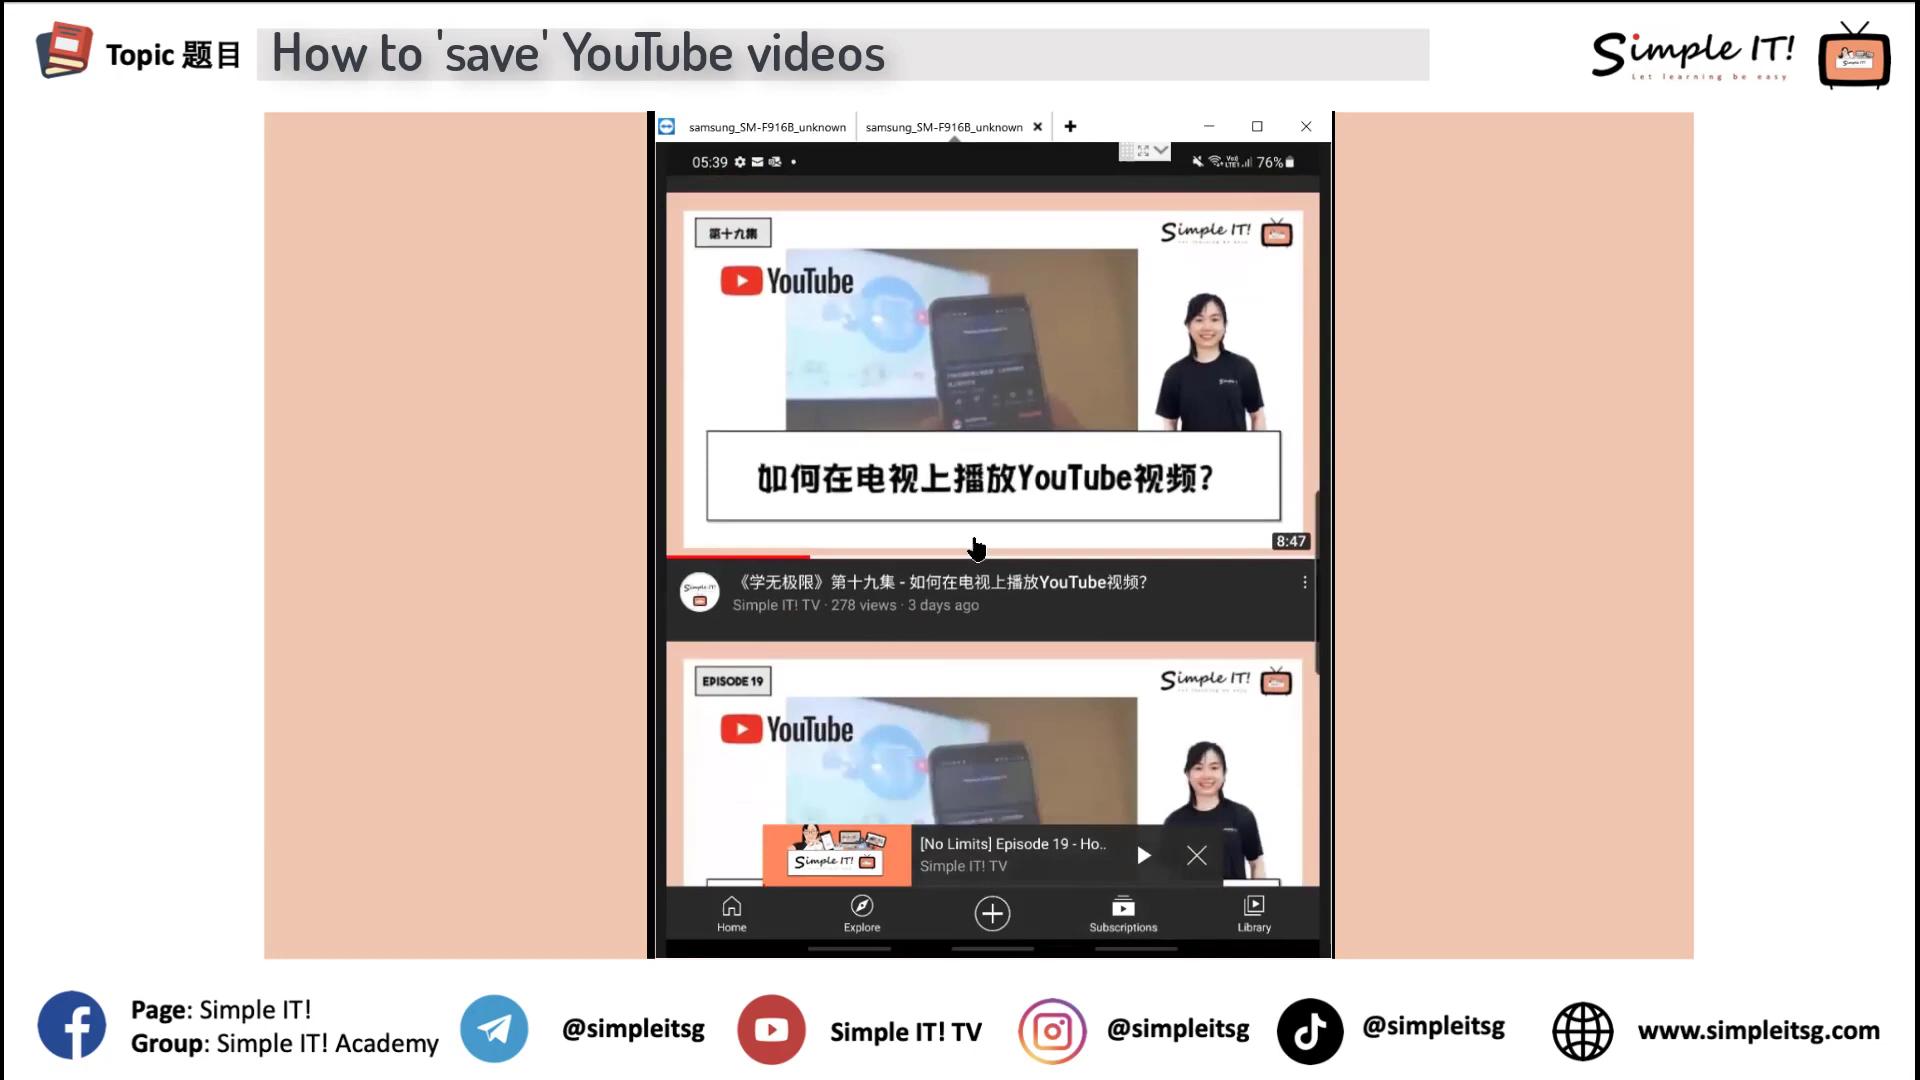 Topic 题目
How to 'save' YouTube videos
Simple IT!
Let learning be easy
samsung_SM-F916B_unknown
samsung_SM-F916B_unknown
05:39
76%
第十九集
Simple IT!
YouTube
如何在电视上播放YouTube视频?
8:47
《学无极限》第十九集 - 如何在电视上播放YouTube视频?
Simple IT! TV · 278 views · 3 days ago
EPISODE 19
Simple IT!
YouTube
Simple IT!
[No Limits] Episode 19 - Ho..
Simple IT! TV
Home
Explore
Subscriptions
Library
Page: Simple IT!
Group: Simple IT! Academy
@simpleitsg
Simple IT! TV
@simpleitsg
@simpleitsg
www.simpleitsg.com